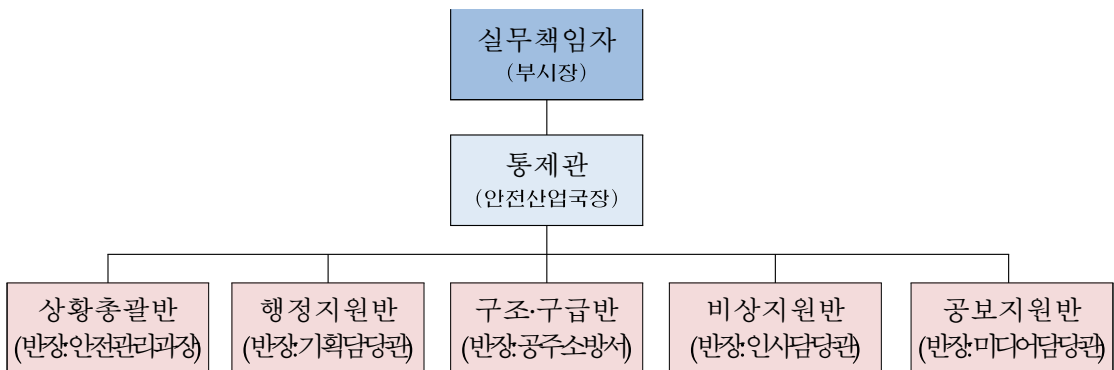 실무책임자
(부시장)
통제관
(안전산업국장)
상황총괄반
(반장:안전관리과장)
행정지원반
(반장:기획담당관)
구조·구급반
(반장:공주소방서)
비상지원반
(반장:인사담당관)
공보지원반
(반장:미디어담당관)